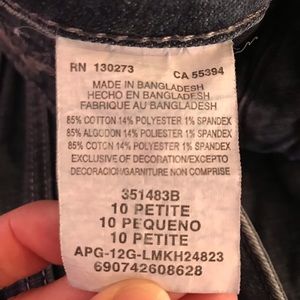 RN 130273 CA 55394
MADE IN BANGLADESH
HECHO EN BANGLADESH
FABRIQUE AU BANGLADESH
85% COTTON 14% POLYESTER 1% SPANDEX
85% ALGODON 14% POLYESTER 1% SPANDEX
85% COTON 14% POLYESTER 1% SPANDEX
EXCLUSIVE OF DECORATION/EXCEPTO
DECORACION/GARNITURE NON COMPRISE
351483B
10 PETITE
10 PEQUENO
10 PETITE
APG-12G-LMKH24823
690742608628